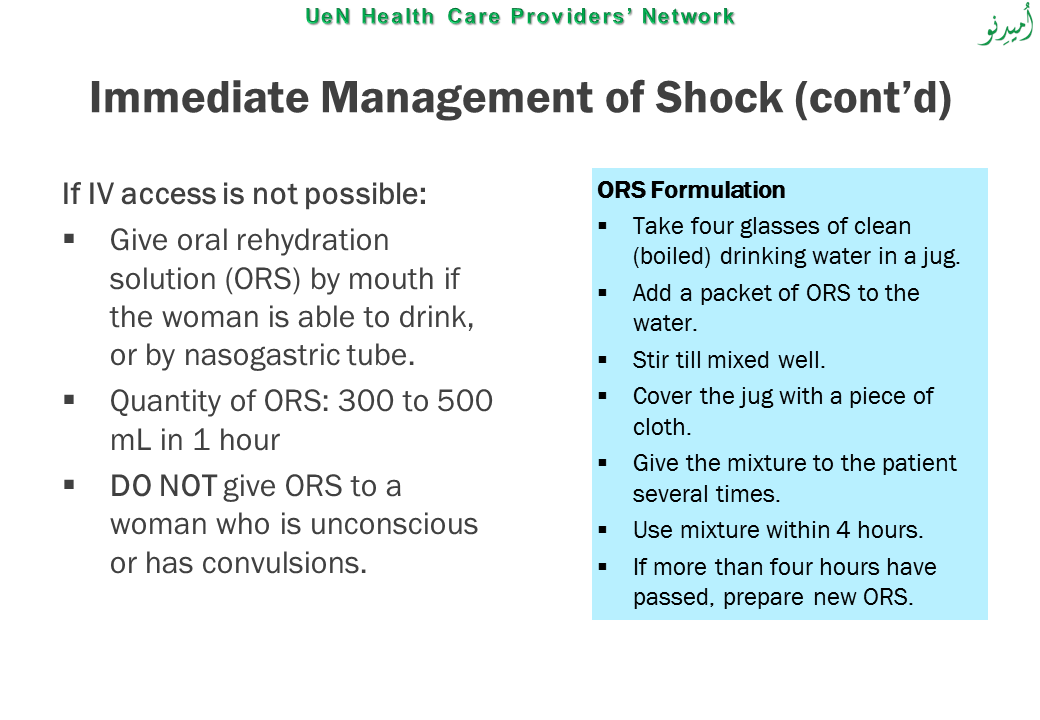 UeN Health Care Providers’ Network
أُميدِنو
Immediate Management of Shock (cont’d)
If IV access is not possible:
▪ Give oral rehydration
solution (ORS) by mouth if
the woman is able to drink,
or by nasogastric tube.
▪ Quantity of ORS: 300 to 500
mL in 1 hour
▪ DO NOT give ORS to a
woman who is unconscious
or has convulsions.
ORS Formulation
▪ Take four glasses of clean
(boiled) drinking water in a jug.
▪ Add a packet of ORS to the
water.
▪ Stir till mixed well.
▪ Cover the jug with a piece of
cloth.
▪ Give the mixture to the patient
several times.
▪ Use mixture within 4 hours.
▪ If more than four hours have
passed, prepare new ORS.